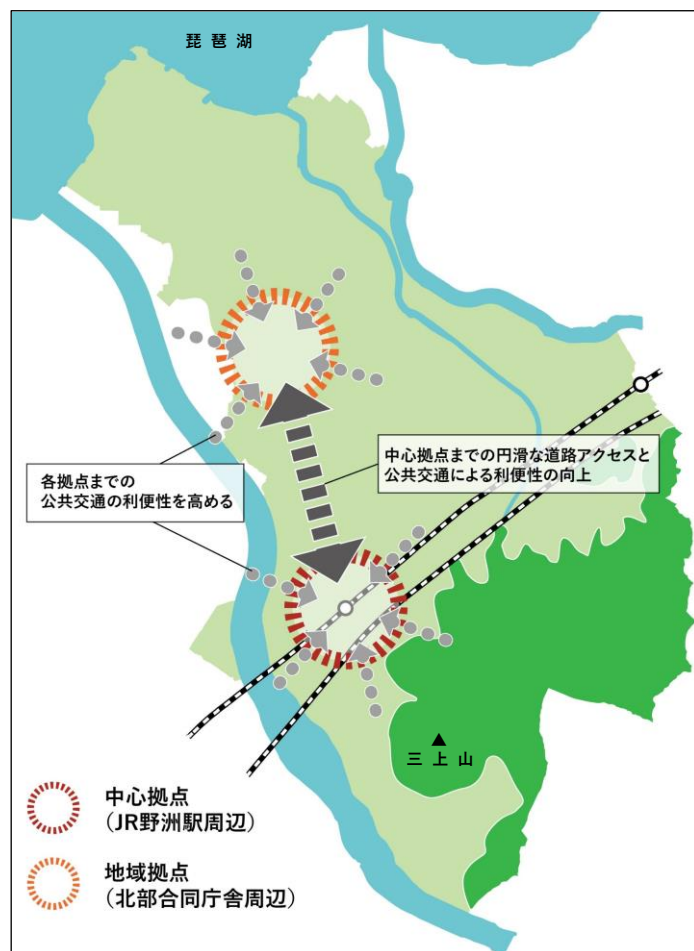 琵琶湖
中心拠点までの円滑な道路アクセスと
公共交通による利便性の向上
各拠点までの
公共交通の利便性を高める
▲
三上山
中心拠点
（JR野洲駅周辺）
地域拠点
（北部合同庁舎周辺）